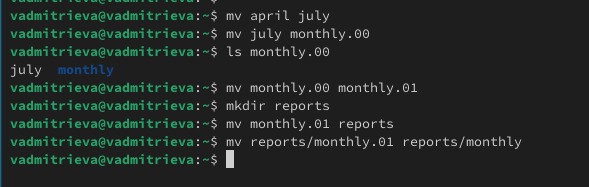 vadmitrieva@vadmitrieva:~$ mv april july
vadmitrieva@vadmitrieva:~$ mv july monthly.00
vadmitrieva@vadmitrieva:~$ ls monthly.00
july  monthly
vadmitrieva@vadmitrieva:~$ mv monthly.00 monthly.01
vadmitrieva@vadmitrieva:~$ mkdir reports
vadmitrieva@vadmitrieva:~$ mv monthly.01 reports
vadmitrieva@vadmitrieva:~$ mv reports/monthly.01 reports/monthly
vadmitrieva@vadmitrieva:~$